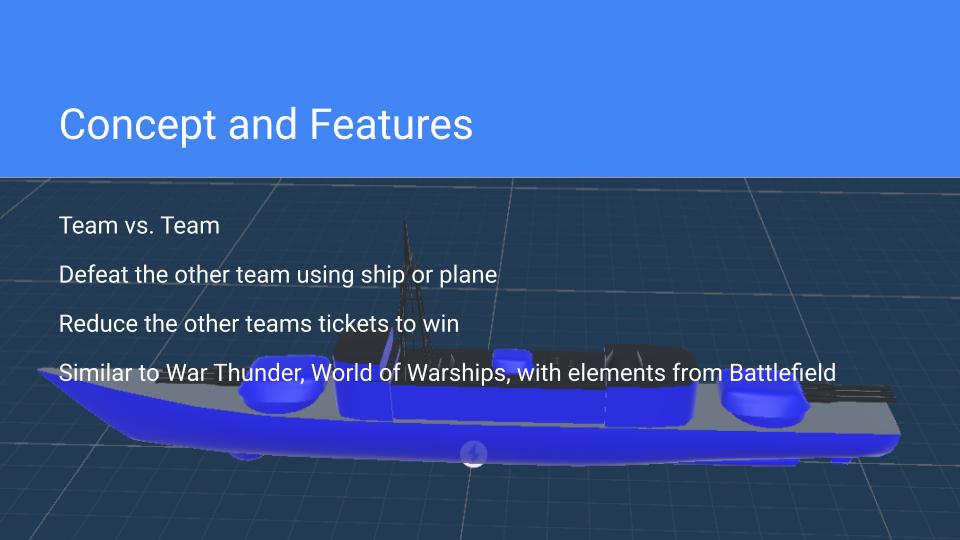 Concept and Features
Team vs. Team
Defeat the other team using ship or plane
Reduce the other teams tickets to win
Similar to War Thunder, World of Warships, with elements from Battlefield